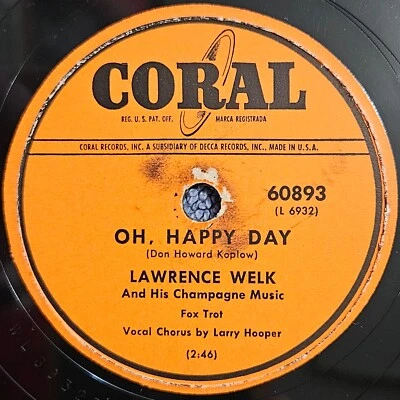 CORAL
REG. U. S. PAT. OFF. MARCA REGISTRADA
CORAL RECORDS, INC. A SUBSIDIARY OF DECCA RECORDS, INC., MADE IN U.S.A.
60893
(L 6932)
OH, HAPPY DAY
(Don Howard Koplow)
LAWRENCE WELK
And His Champagne Music
Fox Trot
Vocal Chorus by Larry Hooper
(2:46)